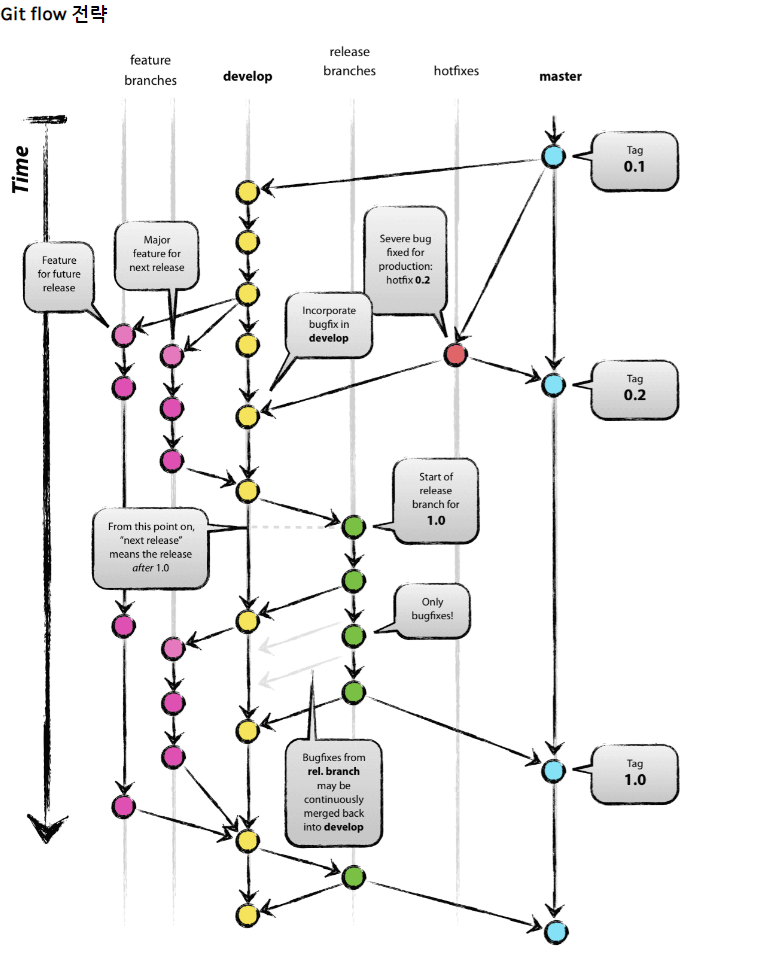 Git flow 전략
feature
branches
develop
release
branches
hotfixes
master
Time
Tag
0.1
Major
feature for
next release
Feature
for future
release
Severe bug
fixed for
production:
hotfix 0.2
Incorporate
bugfix in
develop
Tag
0.2
Start of
release
branch for
1.0
From this point on,
“next release”
means the release
after 1.0
Only
bugfixes!
Bugfixes from
rel. branch
may be
continuously
merged back
into develop
Tag
1.0